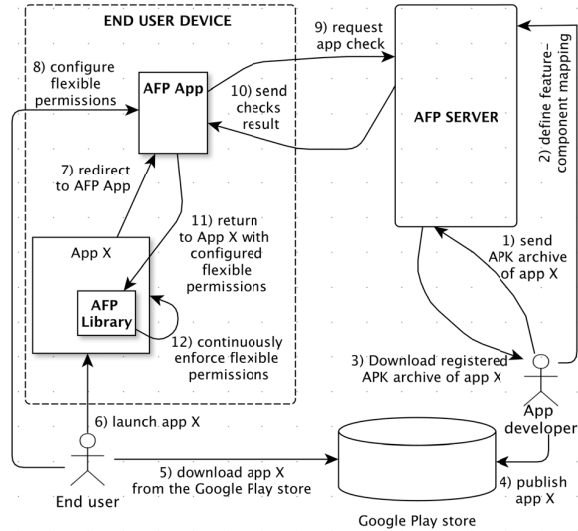 END USER DEVICE
9) request
app check
8) configure
flexible
permissions
AFP App
10) send
checks
result
AFP SERVER
2) define feature-
component mapping
7) redirect
to AFP App
11) return
to App X with
configured
flexible
permissions
1) send
APK archive
of app X
App X
AFP
Library
12) continuously
enforce flexible
permissions
3) Download registered
APK archive of app X
App
developer
6) launch app X
5) download app X
from the Google Play store
4) publish
app X
End user
Google Play store